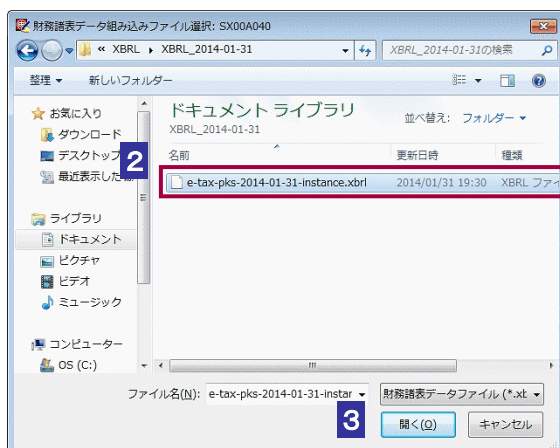 財務諸表データ組み込みファイル選択: SX00A040
« XBRL ▸ XBRL_2014-01-31
XBRL_2014-01-31の検索
整理 ▼ 新しいフォルダー
お気に入り
ダウンロード
デスクトップ
最近表示した
ライブラリ
ドキュメント
ピクチャ
ビデオ
ミュージック
コンピューター
OS (C:)
ドキュメント ライブラリ
XBRL_2014-01-31
並べ替え: フォルダー ▼
名前 更新日時 種類
2
e-tax-pks-2014-01-31-instance.xbrl 2014/01/31 19:30 XBRL ファイ
ファイル名(N): e-tax-pks-2014-01-31-instar
財務諸表データファイル (*.xt
3
開く(O) キャンセル